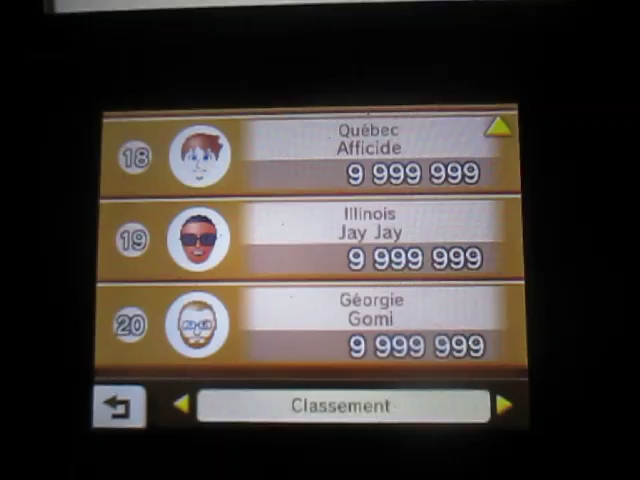 18
Québec
Afficide
9 999 999
19
Illinois
Jay Jay
9 999 999
20
Géorgie
Gomi
9 999 999
Classement